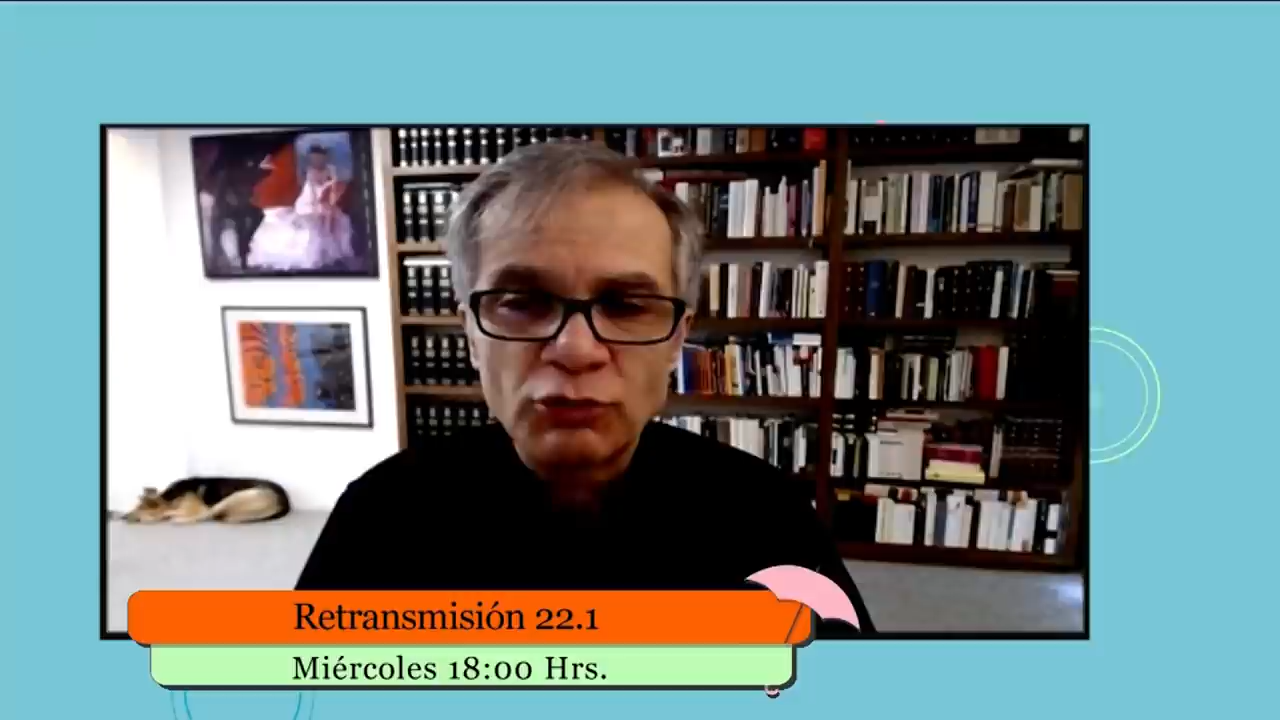 Retransmisión 22.1
Miércoles 18:00 Hrs.